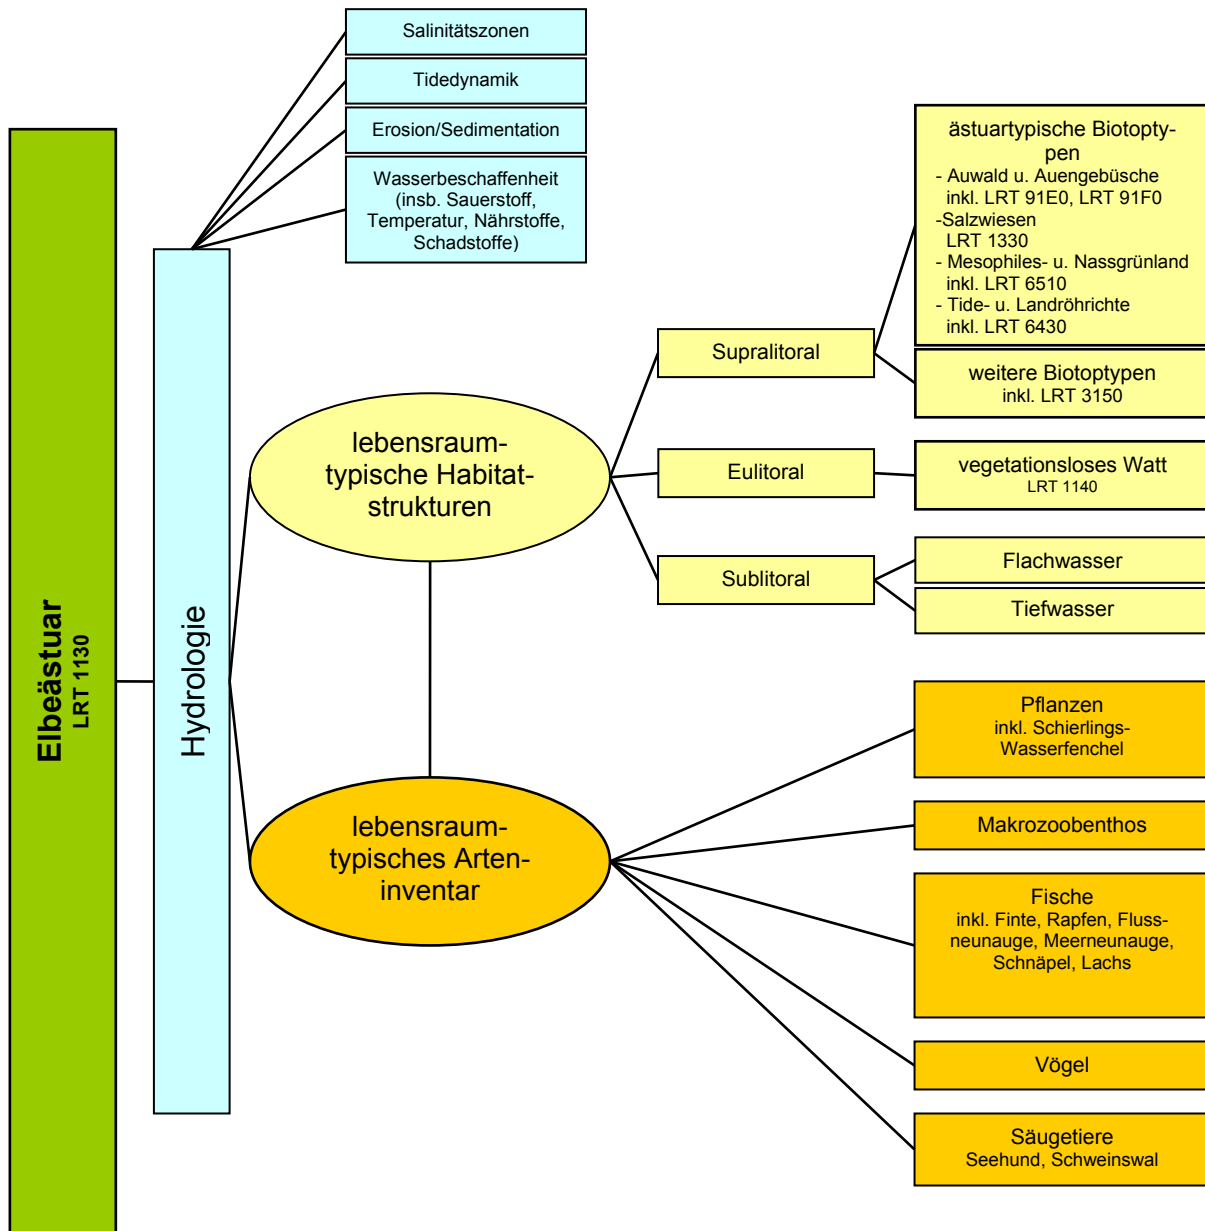 Salinitätszonen
Tidedynamik
Erosion/Sedimentation
Wasserbeschaffenheit
(insb. Sauerstoff,
Temperatur, Nährstoffe,
Schadstoffe)
Elbeästuar
LRT 1130
Hydrologie
lebensraum-
typische Habitat-
strukturen
Supralitoral
ästuartypische Biotopty-
pen
- Auwald u. Auengebüsche
inkl. LRT 91E0, LRT 91F0
-Salzwiesen
LRT 1330
- Mesophiles- u. Nassgrünland
inkl. LRT 6510
- Tide- u. Landröhrichte
inkl. LRT 6430
weitere Biotoptypen
inkl. LRT 3150
Eulitoral
vegetationsloses Watt
LRT 1140
Sublitoral
Flachwasser
Tiefwasser
lebensraum-
typisches Arten-
inventar
Pflanzen
inkl. Schierlings-
Wasserfenchel
Makrozoobenthos
Fische
inkl. Finte, Rapfen, Fluss-
neunauge, Meerneunauge,
Schnäpel, Lachs
Vögel
Säugetiere
Seehund, Schweinswal